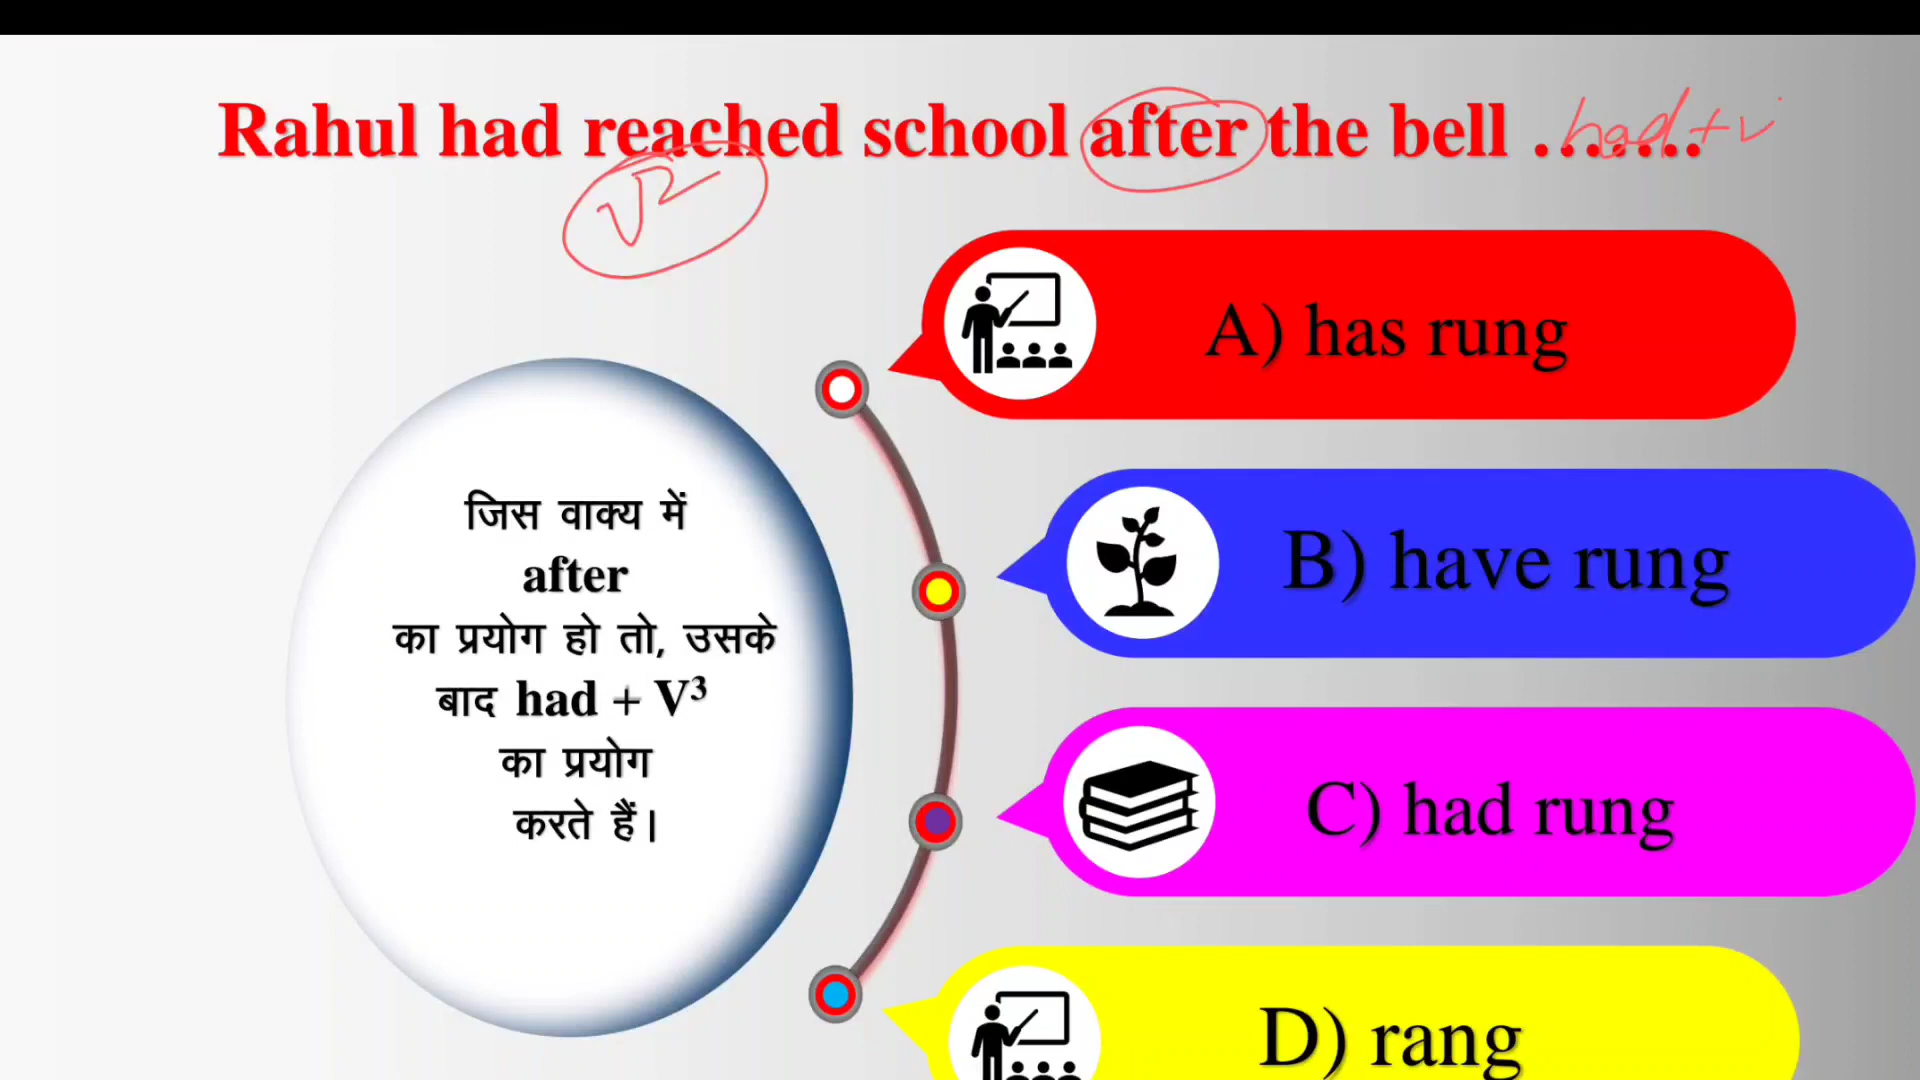 Rahul had reached school after the bell ……. had + v
V2
A) has rung
B) have rung
जिस वाक्य में
after
का प्रयोग हो तो, उसके
बाद had + V³
का प्रयोग
करते हैं।
C) had rung
D) rang